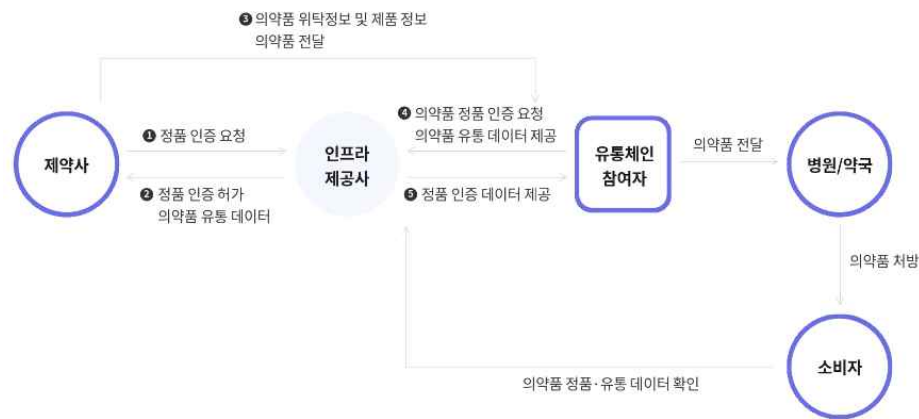 ❸ 의약품 위탁정보 및 제품 정보
의약품 전달
❶ 정품 인증 요청
❹ 의약품 정품 인증 요청
의약품 유통 데이터 제공
제약사
인프라
제공사
유통체인
참여자
의약품 전달
병원/약국
❷ 정품 인증 허가
의약품 유통 데이터
❺ 정품 인증 데이터 제공
의약품 처방
소비자
의약품 정품·유통 데이터 확인